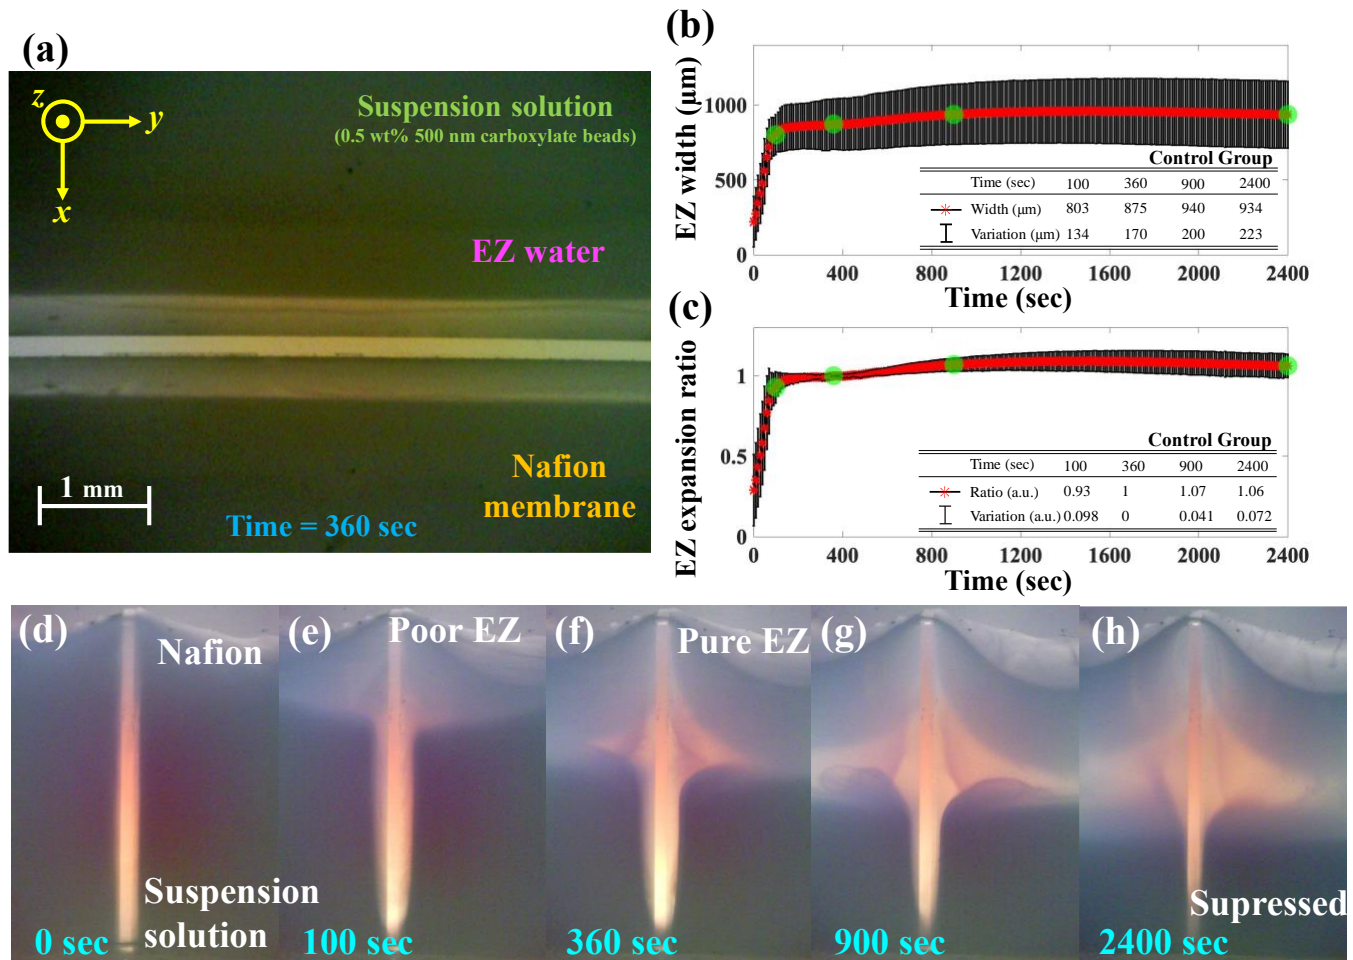 (a)
z
y
x
Suspension solution
(0.5 wt% 500 nm carboxylate beads)
EZ water
Nafion
membrane
1 mm
Time = 360 sec
(b)
EZ width (μm)
1000
500
0
0 400 800 1200 1600 2000 2400
Time (sec)
Control Group
Time (sec) 100 360 900 2400
Width (μm) 803 875 940 934
Variation (μm) 134 170 200 223
(c)
EZ expansion ratio
1
0.5
0
0 400 800 1200 1600 2000 2400
Time (sec)
Control Group
Time (sec) 100 360 900 2400
Ratio (a.u.) 0.93 1 1.07 1.06
Variation (a.u.) 0.098 0 0.041 0.072
(d)
Nafion
Suspension
solution
0 sec
(e)
Poor EZ
100 sec
(f)
Pure EZ
360 sec
(g)
900 sec
(h)
Supressed
2400 sec